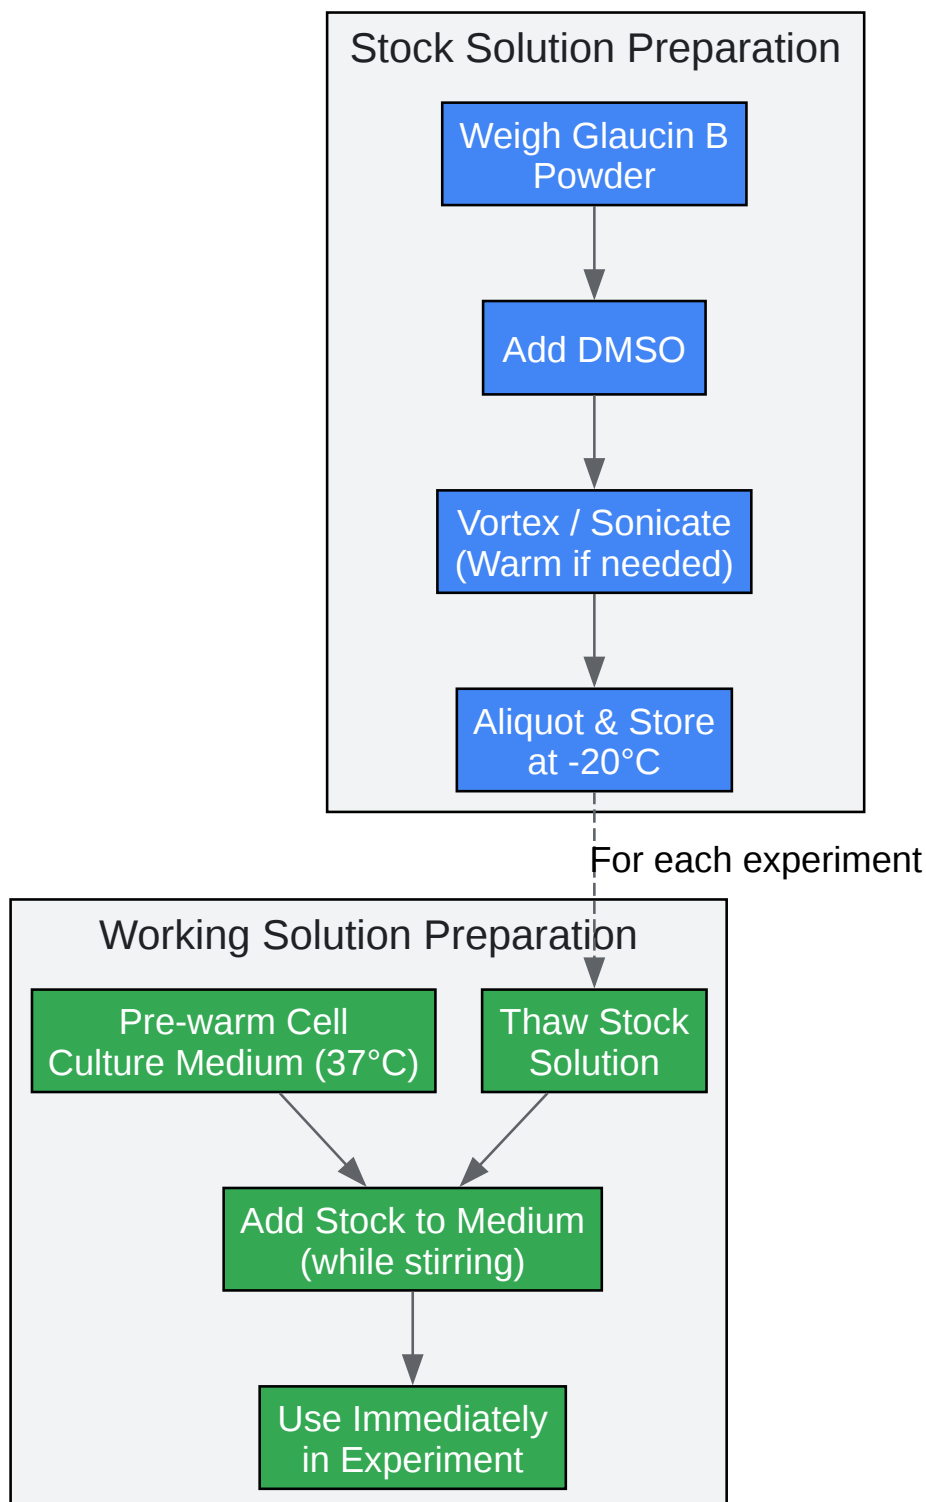 Stock Solution Preparation
Weigh Glaucin B
Powder
Add DMSO
Vortex / Sonicate
(Warm if needed)
Aliquot & Store
at -20°C
For each experiment
Working Solution Preparation
Pre-warm Cell
Culture Medium (37°C)
Thaw Stock
Solution
Add Stock to Medium
(while stirring)
Use Immediately
in Experiment